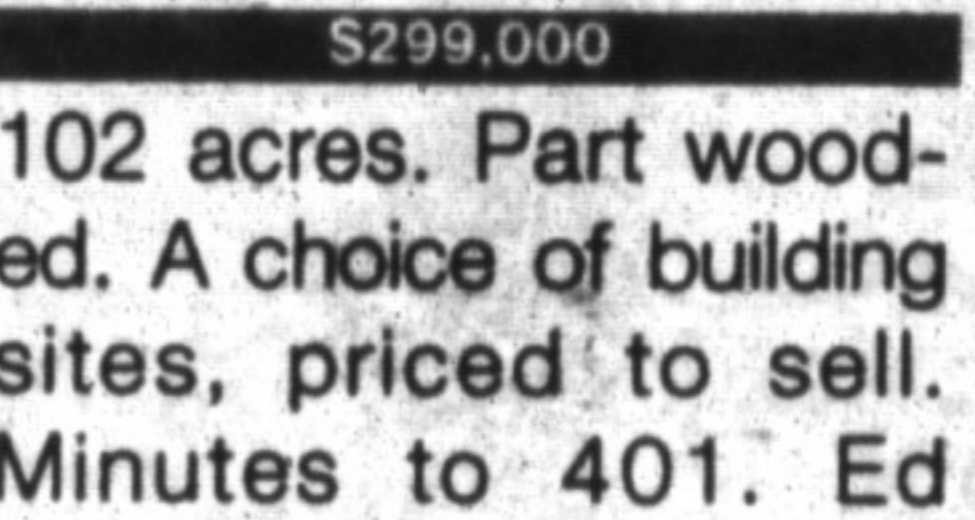 $299,000
102 acres. Part wood-
ed. A choice of building
sites, priced to sell.
Minutes to 401. Ed